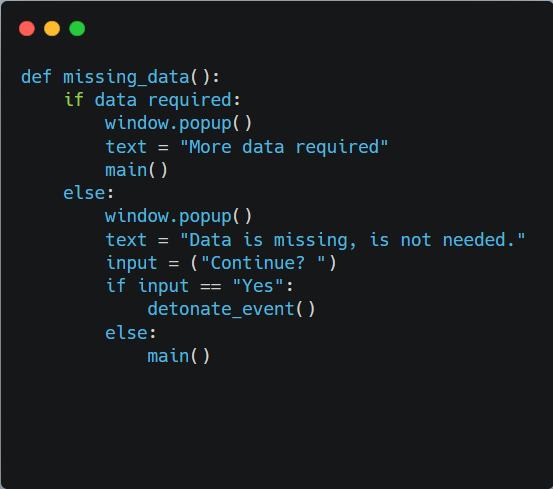 def missing_data():
    if data required:
        window.popup()
        text = "More data required"
        main()
    else:
        window.popup()
        text = "Data is missing, is not needed."
        input = ("Continue? ")
        if input == "Yes":
            detonate_event()
        else:
            main()